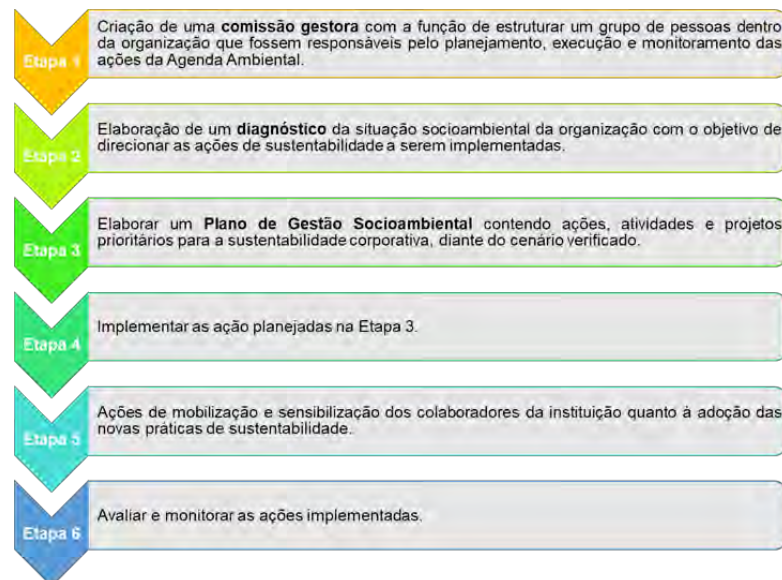 Etapa 1
Criação de uma comissão gestora com a função de estruturar um grupo de pessoas dentro
da organização que fossem responsáveis pelo planejamento, execução e monitoramento das
ações da Agenda Ambiental.
Etapa 2
Elaboração de um diagnóstico da situação socioambiental da organização com o objetivo de
direcionar as ações de sustentabilidade a serem implementadas.
Etapa 3
Elaborar um Plano de Gestão Socioambiental contendo ações, atividades e projetos
prioritários para a sustentabilidade corporativa, diante do cenário verificado.
Etapa 4
Implementar as ação planejadas na Etapa 3.
Etapa 5
Ações de mobilização e sensibilização dos colaboradores da instituição quanto à adoção das
novas práticas de sustentabilidade.
Etapa 6
Avaliar e monitorar as ações implementadas.